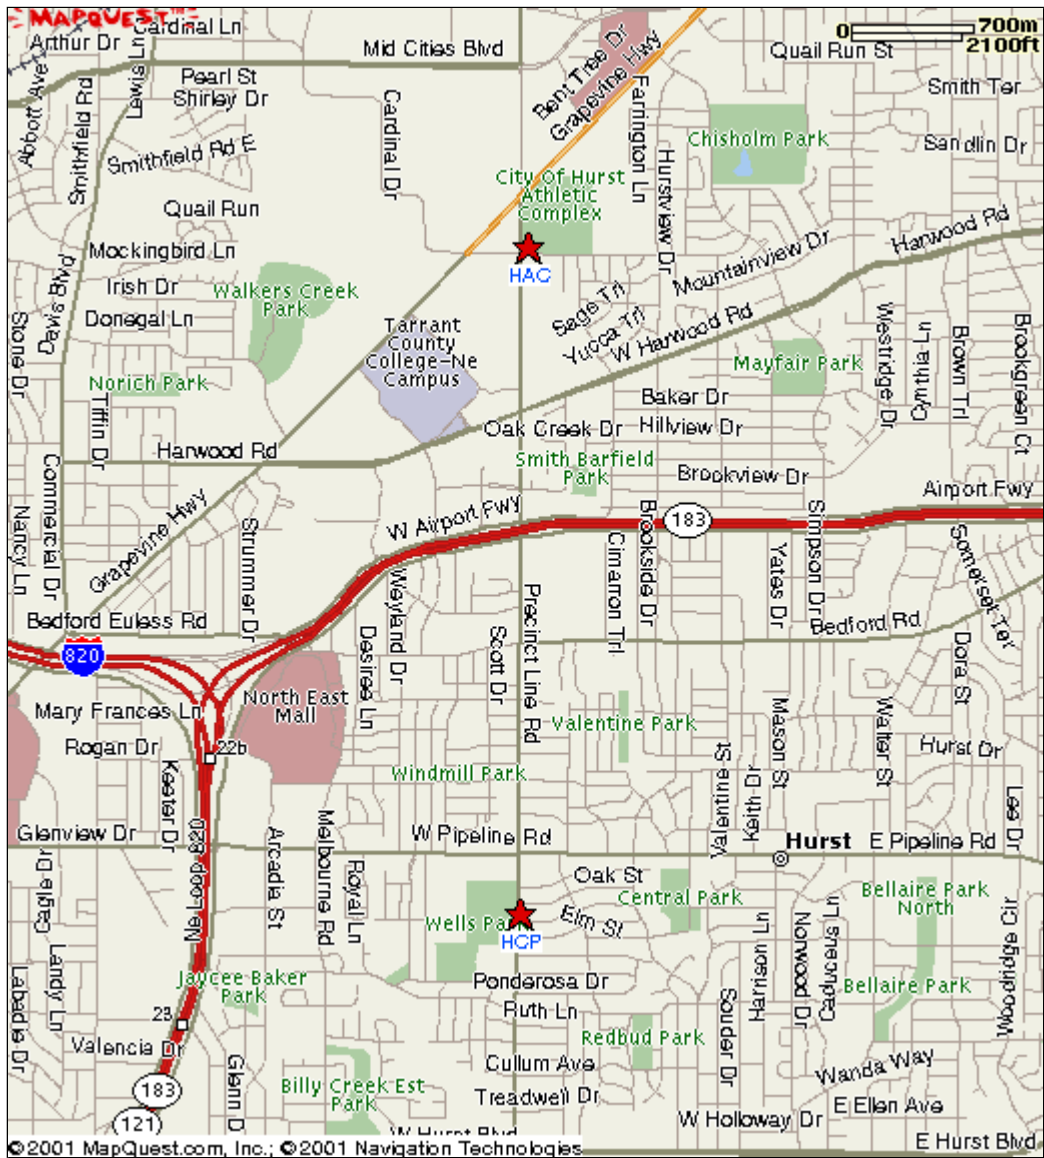 MAPQUEST
Cardinal Ln
Arthur Dr
Mid Cities Blvd
Bent Tree Dr
Grapevine Hwy
0 700m
2100ft
Quail Run St
Abbott Ave
Smithfield Rd
Lewis Ln
Pearl St
Shirley Dr
Cardinal Dr
Farrington Ln
Smith Ter
Chisholm Park
Sandlin Dr
Smithfield Rd E
City Of Hurst
Athletic
Complex
Hurstview Dr
Quail Run
Mockingbird Ln
Harwood Rd
Mountainview Dr
HAC
Davis Blvd
Irish Dr
Walkers Creek
Park
Donegal Ln
Stone Dr
Sage Trl
Yucca Trl
W Harwood Rd
Tarrant
County
College-Ne
Campus
Westridge Dr
Cynthia Ln
Brown Trl
Brookgreen Ct
Mayfair Park
Norich Park
Tiffin Dr
Baker Dr
Oak Creek Dr
Hillview Dr
Harwood Rd
Smith Barfield
Park
Brookview Dr
Airport Fwy
Commercial Dr
Nancy Ln
Grapevine Hwy
Strummer Dr
W Airport Fwy
183
Brookside Dr
Simpson Dr
Cimarron Trl
Yates Dr
Somerset Ter
Wayland Dr
Precinct Line Rd
Bedford Euless Rd
Bedford Rd
820
Desiree Ln
Scott Dr
Dora St
North East
Mall
Mary Frances Ln
Valentine Park
Mason St
Walter St
Rogan Dr
22b
Keeter Dr
Windmill Park
Valentine St
Keith Dr
Hurst Dr
Lee Dr
Glenview Dr
Ne Loop 820
Arcadia St
Melbourne Rd
W Pipeline Rd
Hurst
E Pipeline Rd
Eagle Dr
Royal Ln
Oak St
Central Park
Bellaire Park
North
Wells Park
Elm St
HCP
Harrison Ln
Norwood Dr
Caduceus Ln
Woodridge Cir
Landy Ln
Labadie Dr
Jaycee Baker
Park
Ponderosa Dr
Bellaire Park
Ruth Ln
Souder Dr
23
Redbud Park
Valencia Dr
Cullum Ave
Wanda Way
Glenn D
Billy Creek Est
Park
183
Treadwell Dr
E Ellen Ave
121
W Hurst Blvd
W Holloway Dr
E Hurst Blvd
©2001 MapQuest.com, Inc.; ©2001 Navigation Technologies